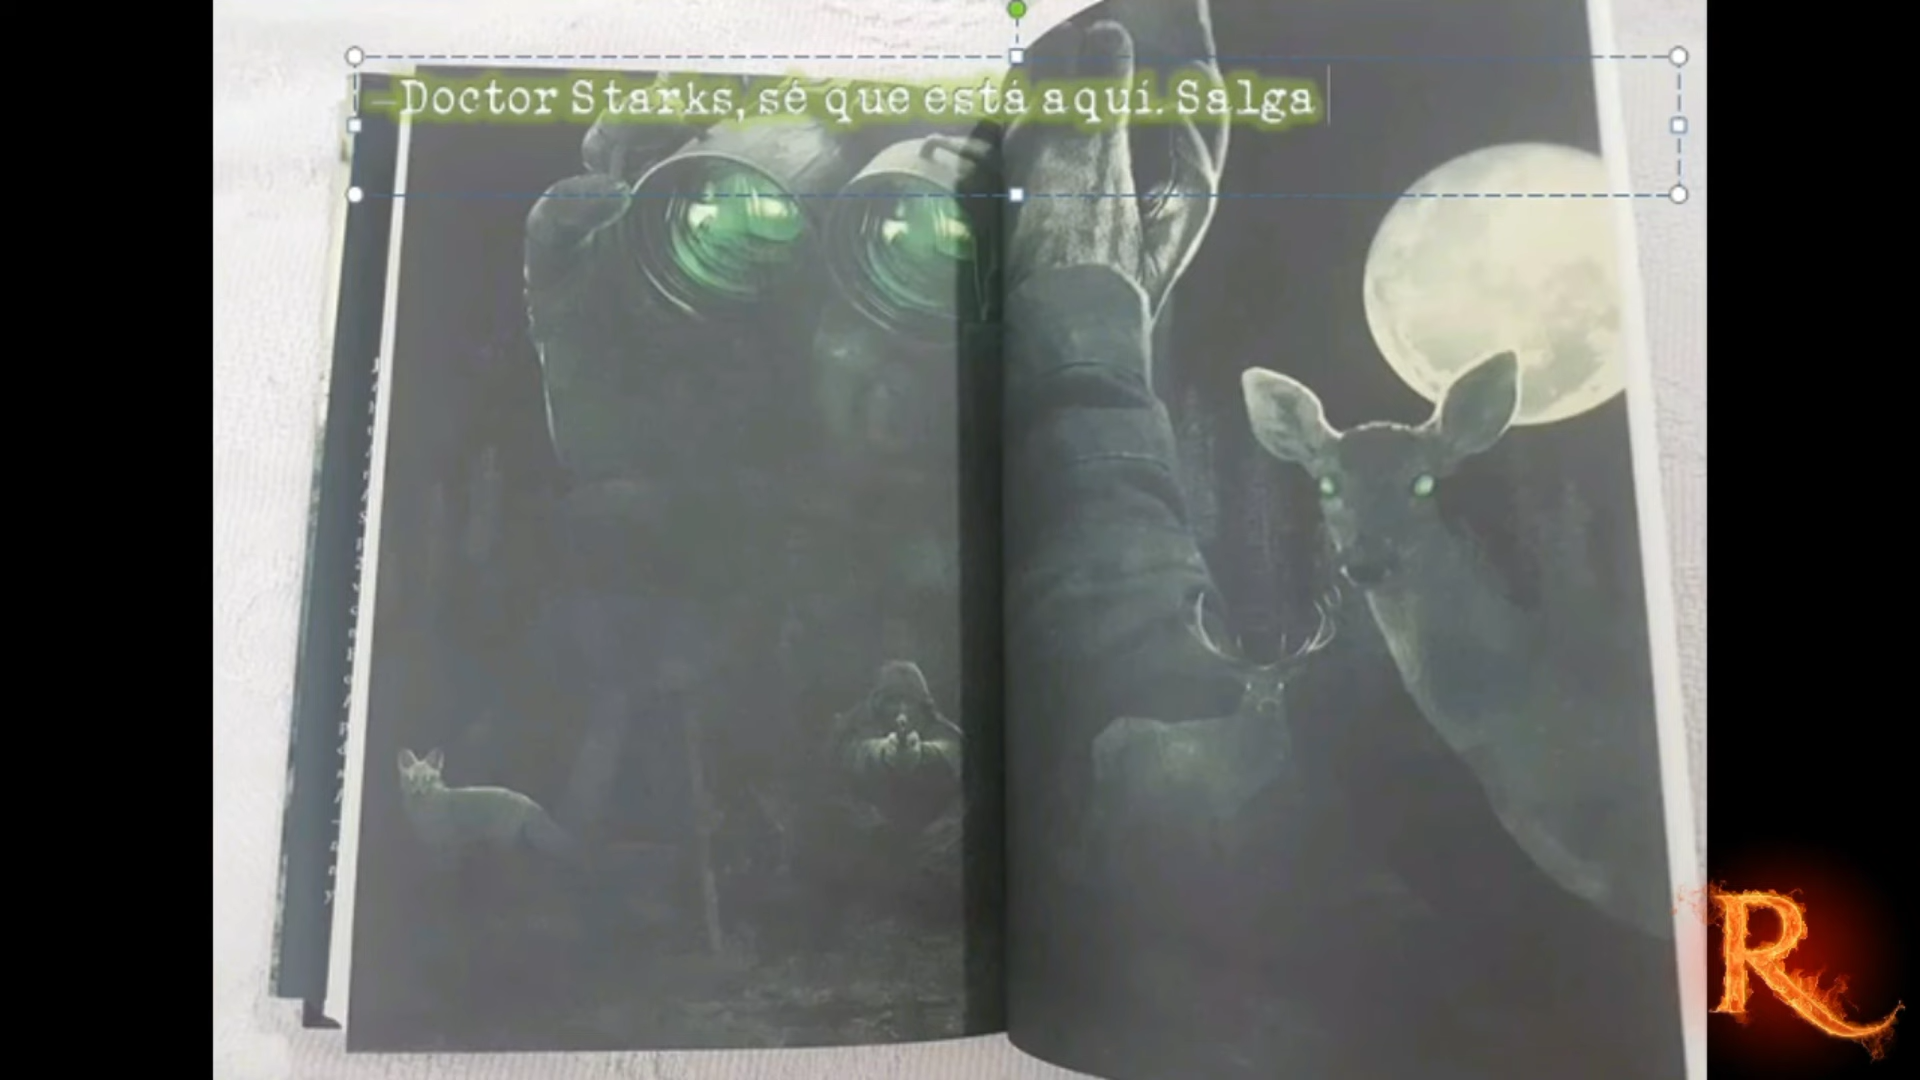 —Doctor Starks, sé que está aquí. Salga
R